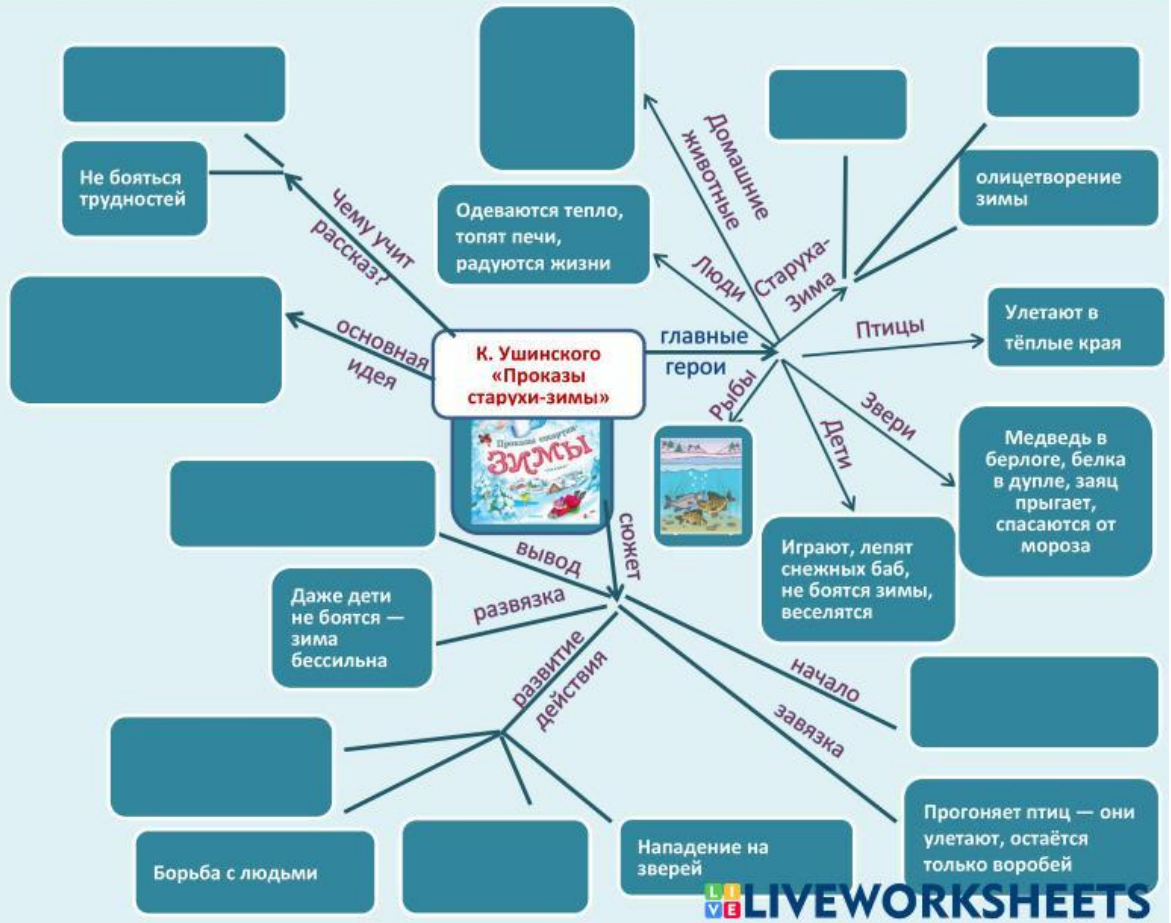 Не бояться
трудностей
Чему учит
рассказ?
основная
идея
К. Ушинского
«Проказы
старухи-зимы»
Проказы старухи-
ЗИМЫ
главные
герои
Домашние
животные
Одеваются тепло,
топят печи,
радуются жизни
Люди
Старуха-
Зима
олицетворение
зимы
Птицы
Улетают в
тёплые края
Звери
Медведь в
берлоге, белка
в дупле, заяц
прыгает,
спасаются от
мороза
Дети
Играют, лепят
снежных баб,
не боятся зимы,
веселятся
Рыбы
сюжет
вывод
развязка
Даже дети
не боятся —
зима
бессильна
развитие
действия
Борьба с людьми
Нападение на
зверей
начало
завязка
Прогоняет птиц — они
улетают, остаётся
только воробей
LIVE LIVEWORKSHEETS